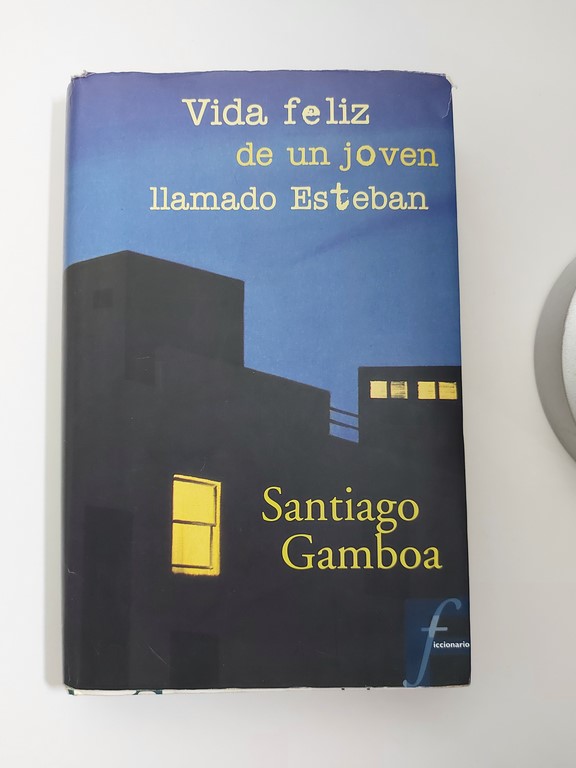 Vida feliz
de un joven
llamado Esteban
Santiago
Gamboa
ficcionario